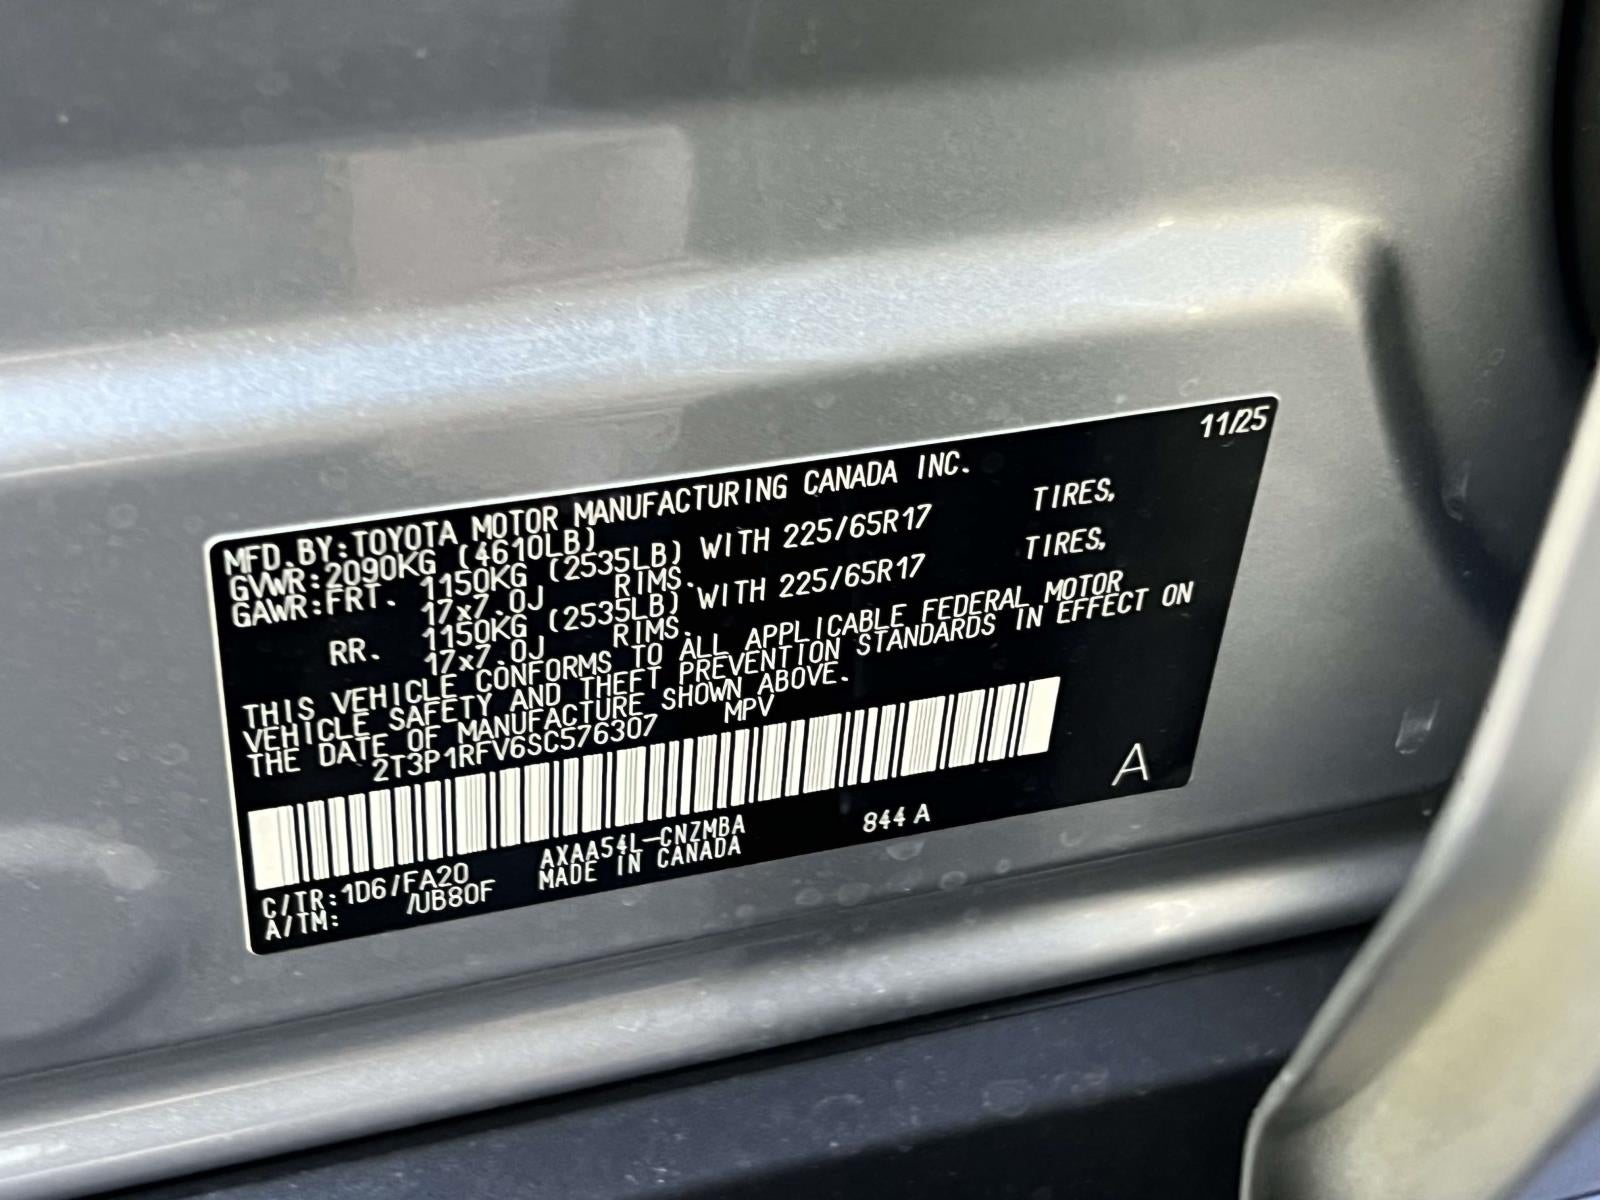 11/25
MFD.BY:TOYOTA MOTOR MANUFACTURING CANADA INC.
GVWR:2090KG (4610LB)
GAWR:FRT. 1150KG (2535LB) WITH 225/65R17 TIRES,
17x7.0J RIMS.
RR. 1150KG (2535LB) WITH 225/65R17 TIRES,
17x7.0J RIMS.
THIS VEHICLE CONFORMS TO ALL APPLICABLE FEDERAL MOTOR
VEHICLE SAFETY AND THEFT PREVENTION STANDARDS IN EFFECT ON
THE DATE OF MANUFACTURE SHOWN ABOVE.
2T3P1RFV6SC576307 MPV
A
C/TR:1D6/FA20 AXAA54L-CNZMBA 844 A
A/TM: /UB80F MADE IN CANADA